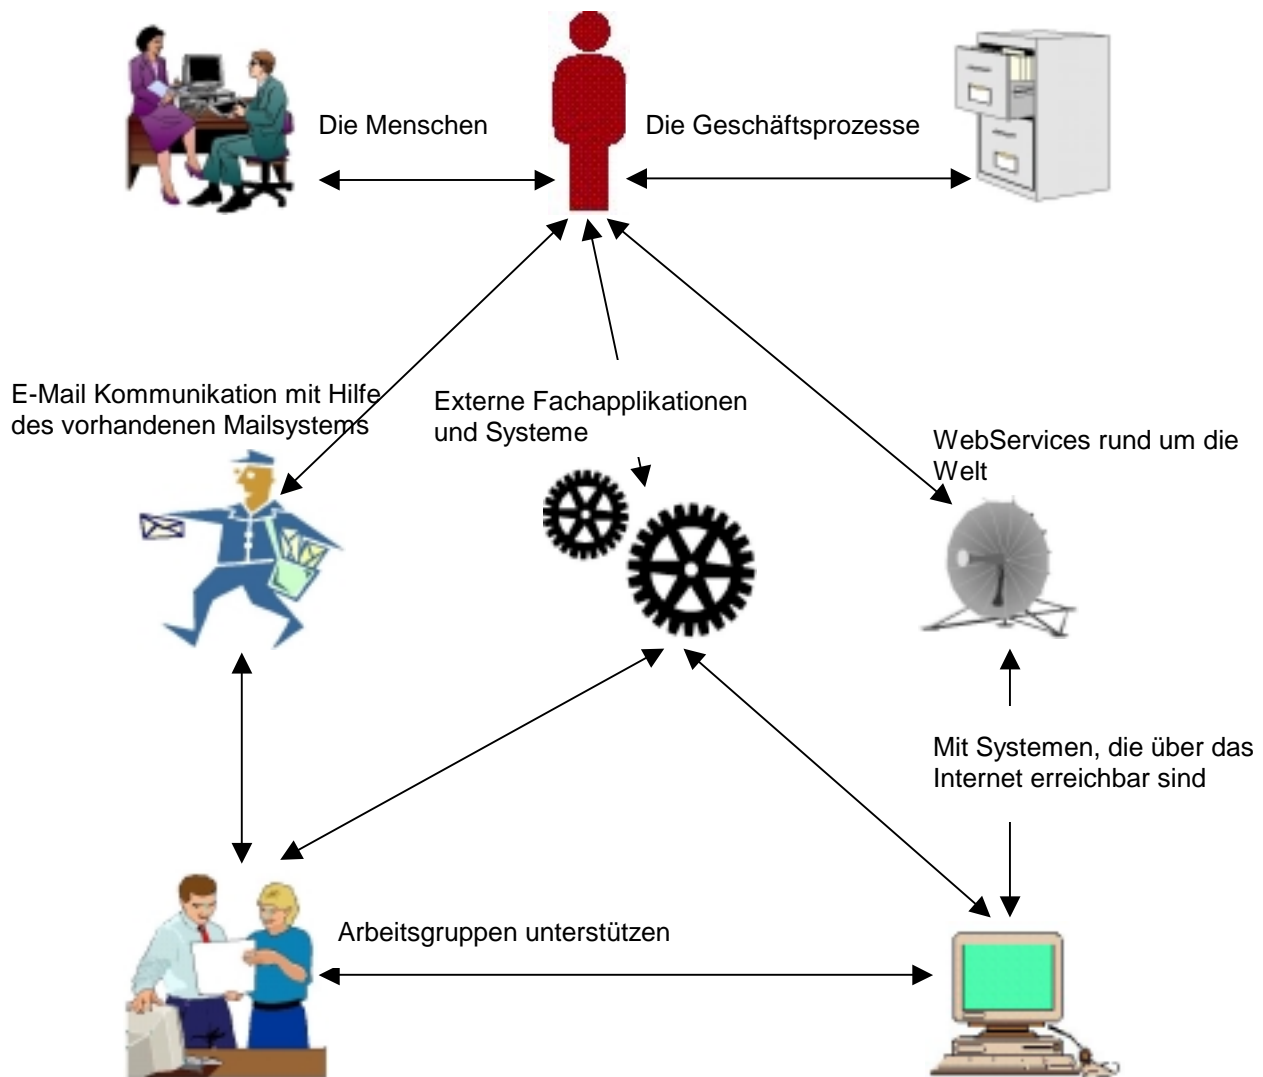 Die Menschen
Die Geschäftsprozesse
E-Mail Kommunikation mit Hilfe
des vorhandenen Mailsystems
Externe Fachapplikationen
und Systeme
WebServices rund um die
Welt
Mit Systemen, die über das
Internet erreichbar sind
Arbeitsgruppen unterstützen